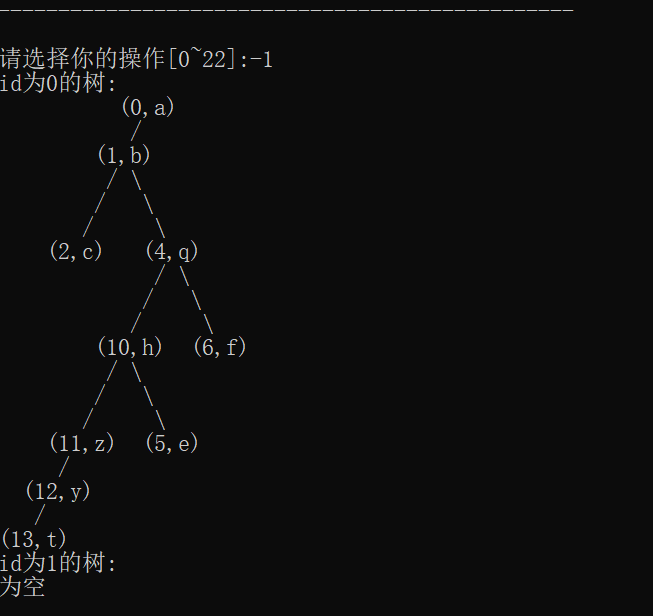 ------------------------------------------------
请选择你的操作[0~22]:-1
id为0的树:
(0,a)
/
(1,b)
/ \
/ \
/ \
(2,c) (4,q)
/ \
/ \
/ \
(10,h) (6,f)
/ \
/ \
/ \
(11,z) (5,e)
/
(12,y)
/
(13,t)
id为1的树:
为空